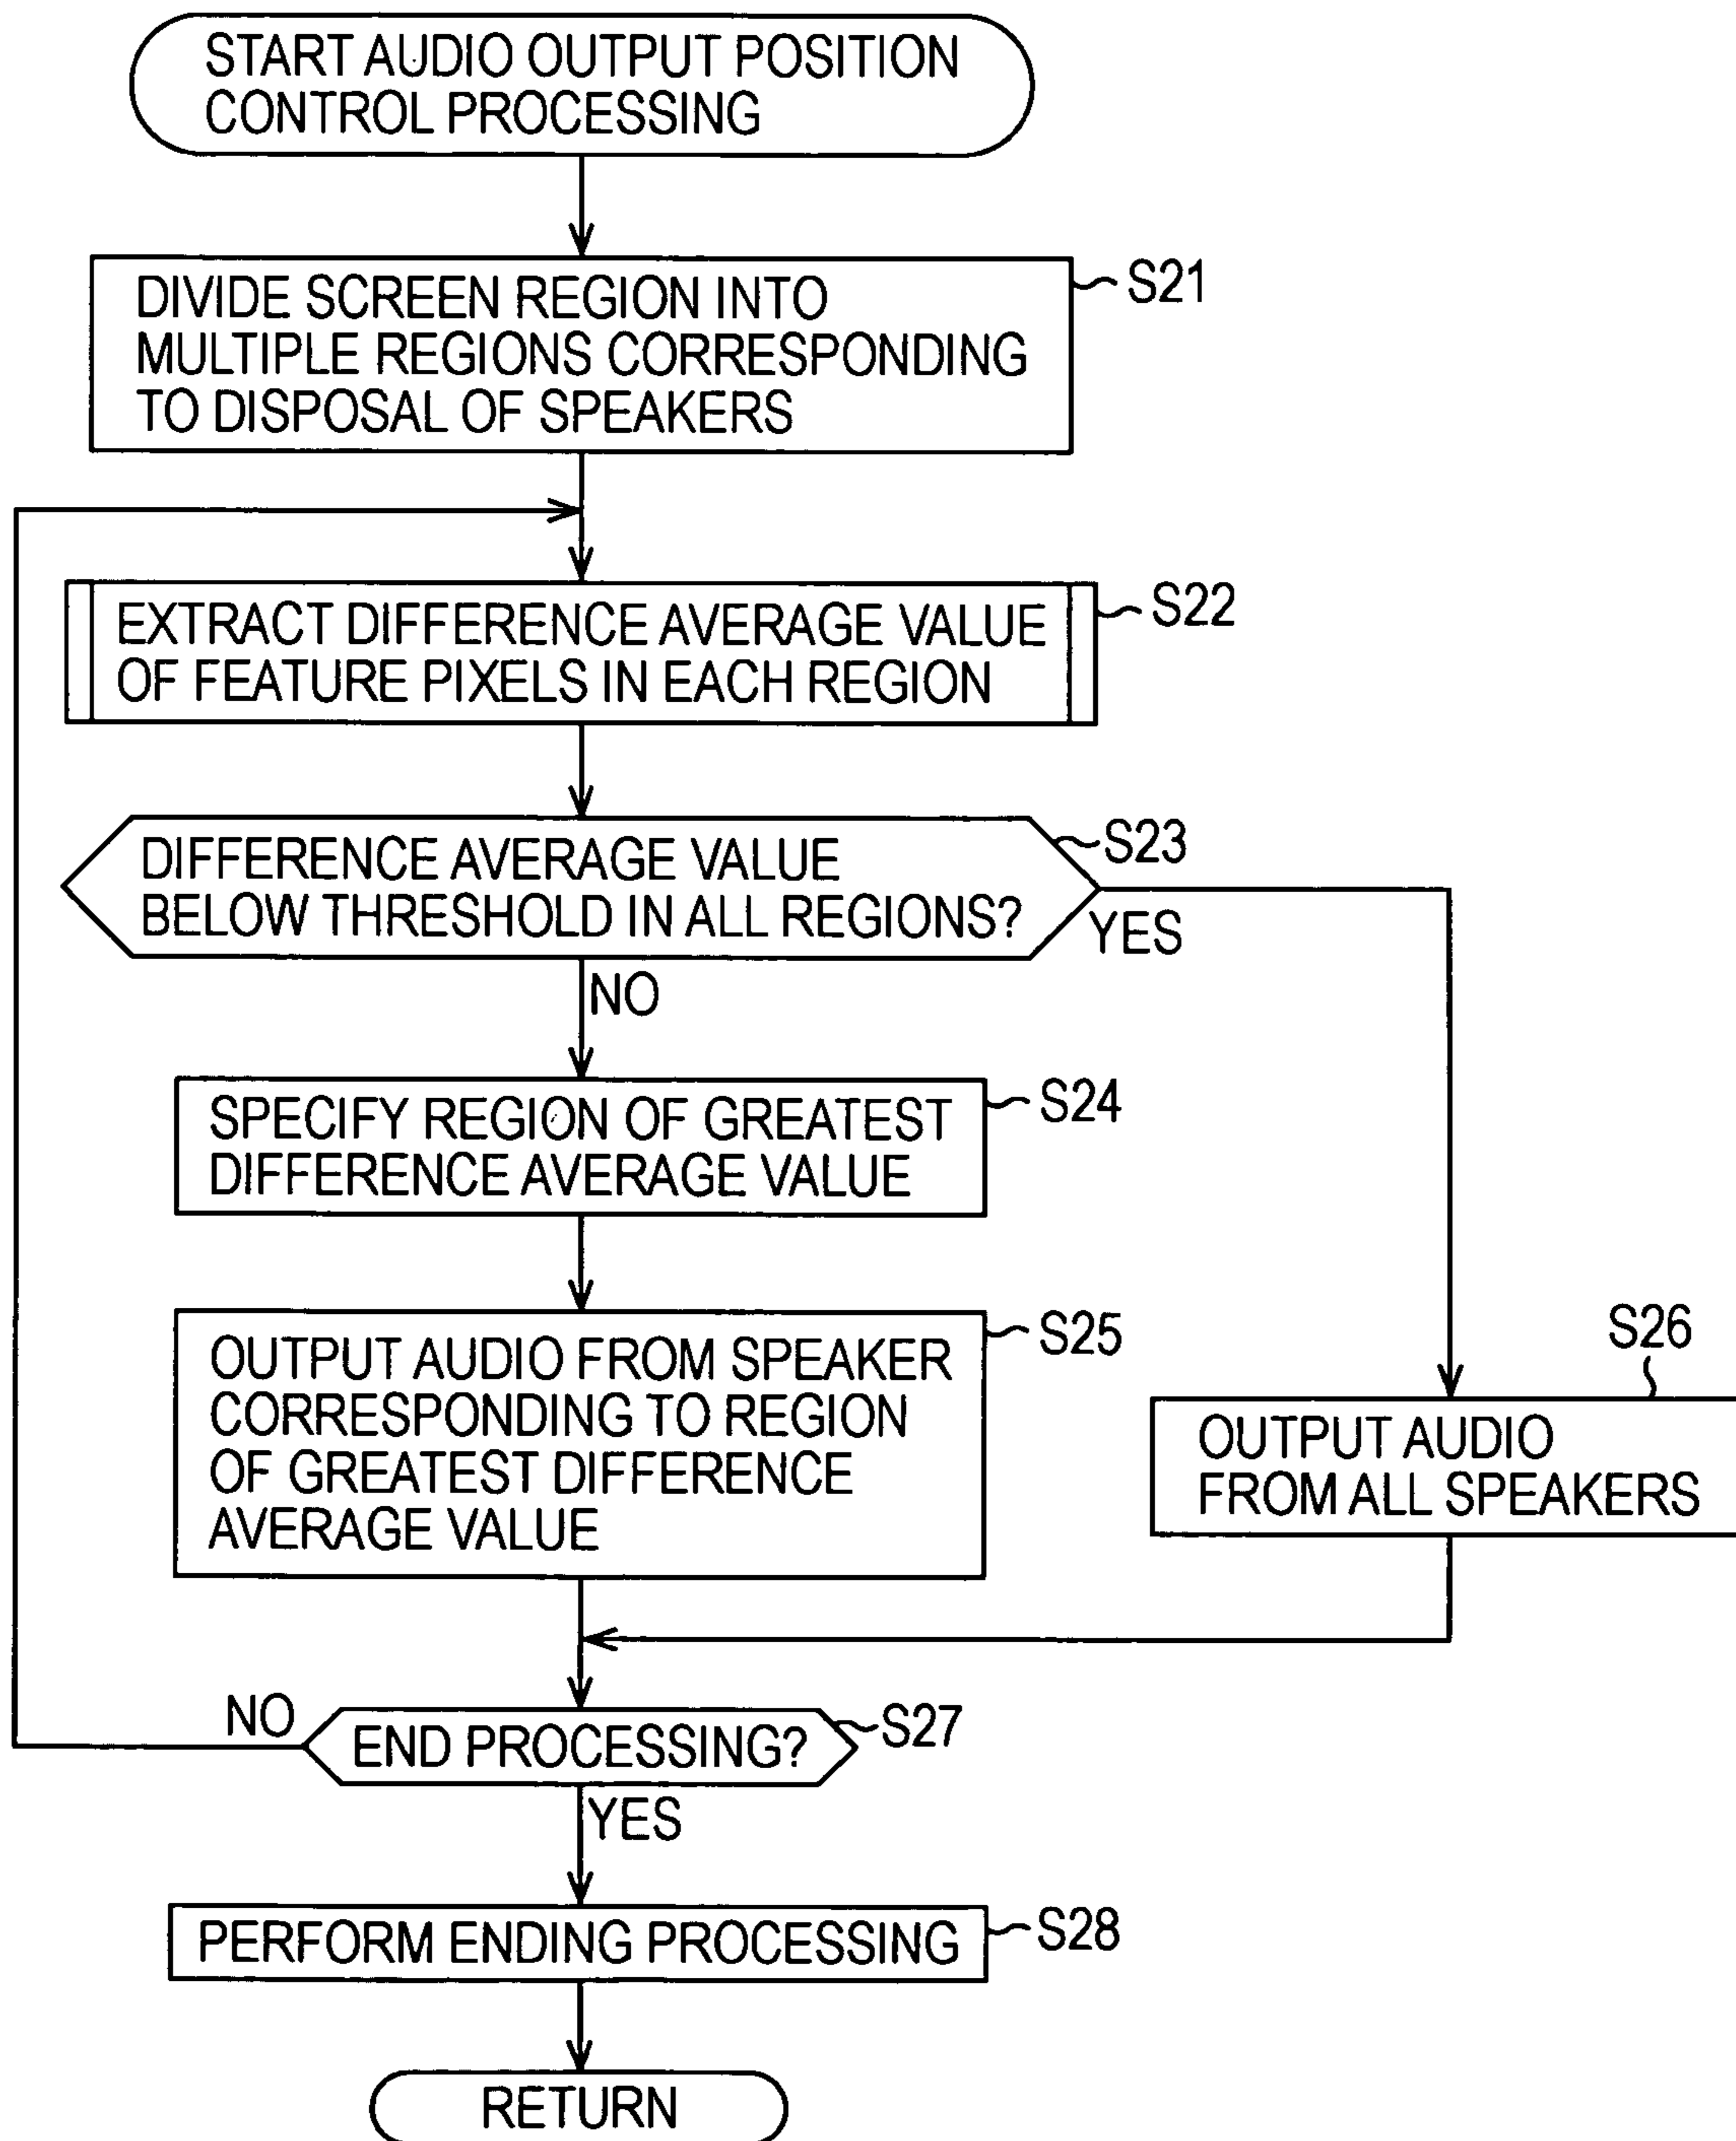 START AUDIO OUTPUT POSITION
CONTROL PROCESSING
DIVIDE SCREEN REGION INTO
MULTIPLE REGIONS CORRESPONDING
TO DISPOSAL OF SPEAKERS
S21
EXTRACT DIFFERENCE AVERAGE VALUE
OF FEATURE PIXELS IN EACH REGION
S22
DIFFERENCE AVERAGE VALUE
BELOW THRESHOLD IN ALL REGIONS?
S23
YES
NO
SPECIFY REGION OF GREATEST
DIFFERENCE AVERAGE VALUE
S24
OUTPUT AUDIO FROM SPEAKER
CORRESPONDING TO REGION
OF GREATEST DIFFERENCE
AVERAGE VALUE
S25
S26
OUTPUT AUDIO
FROM ALL SPEAKERS
NO
END PROCESSING?
S27
YES
PERFORM ENDING PROCESSING
S28
RETURN